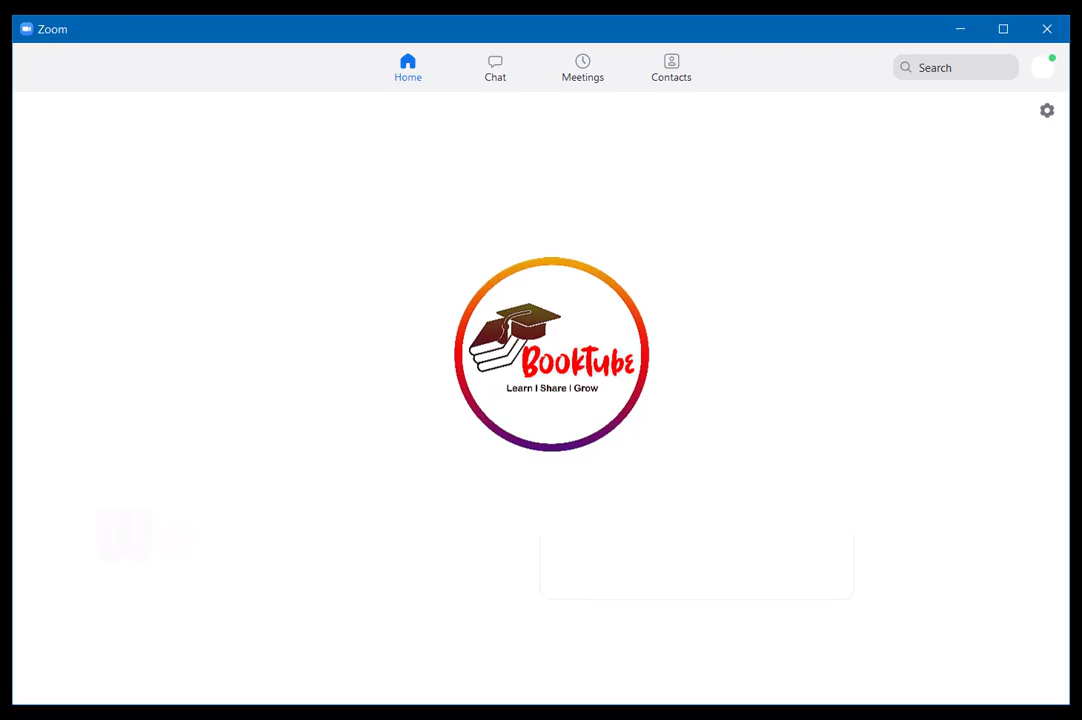 Zoom
Home
Chat
Meetings
Contacts
Search
BookTube
Learn | Share | Grow